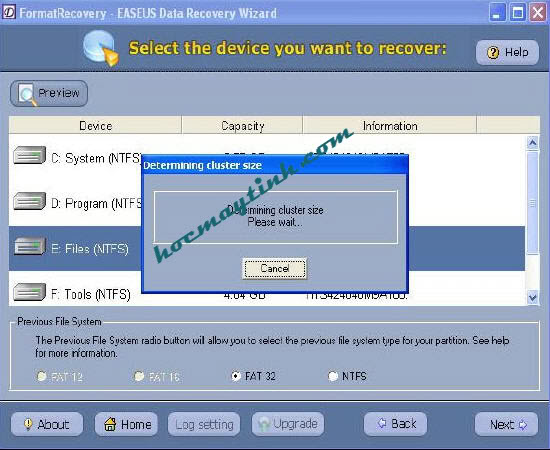 FormatRecovery - EASEUS Data Recovery Wizard
Select the device you want to recover:
Help
Preview
Device Capacity Information
C: System (NTFS)
Determining cluster size
D: Program (NTFS
Determining cluster size
Please wait...
E: Files (NTFS)
Cancel
F: Tools (NTFS) 4.64 GB
hocmaytinh.com
Previous File System
The Previous File System radio button will allow you to select the previous file system type for your partition. See help
for more information.
FAT 12 FAT 16 FAT 32 NTFS
About Home Log setting Upgrade Back Next